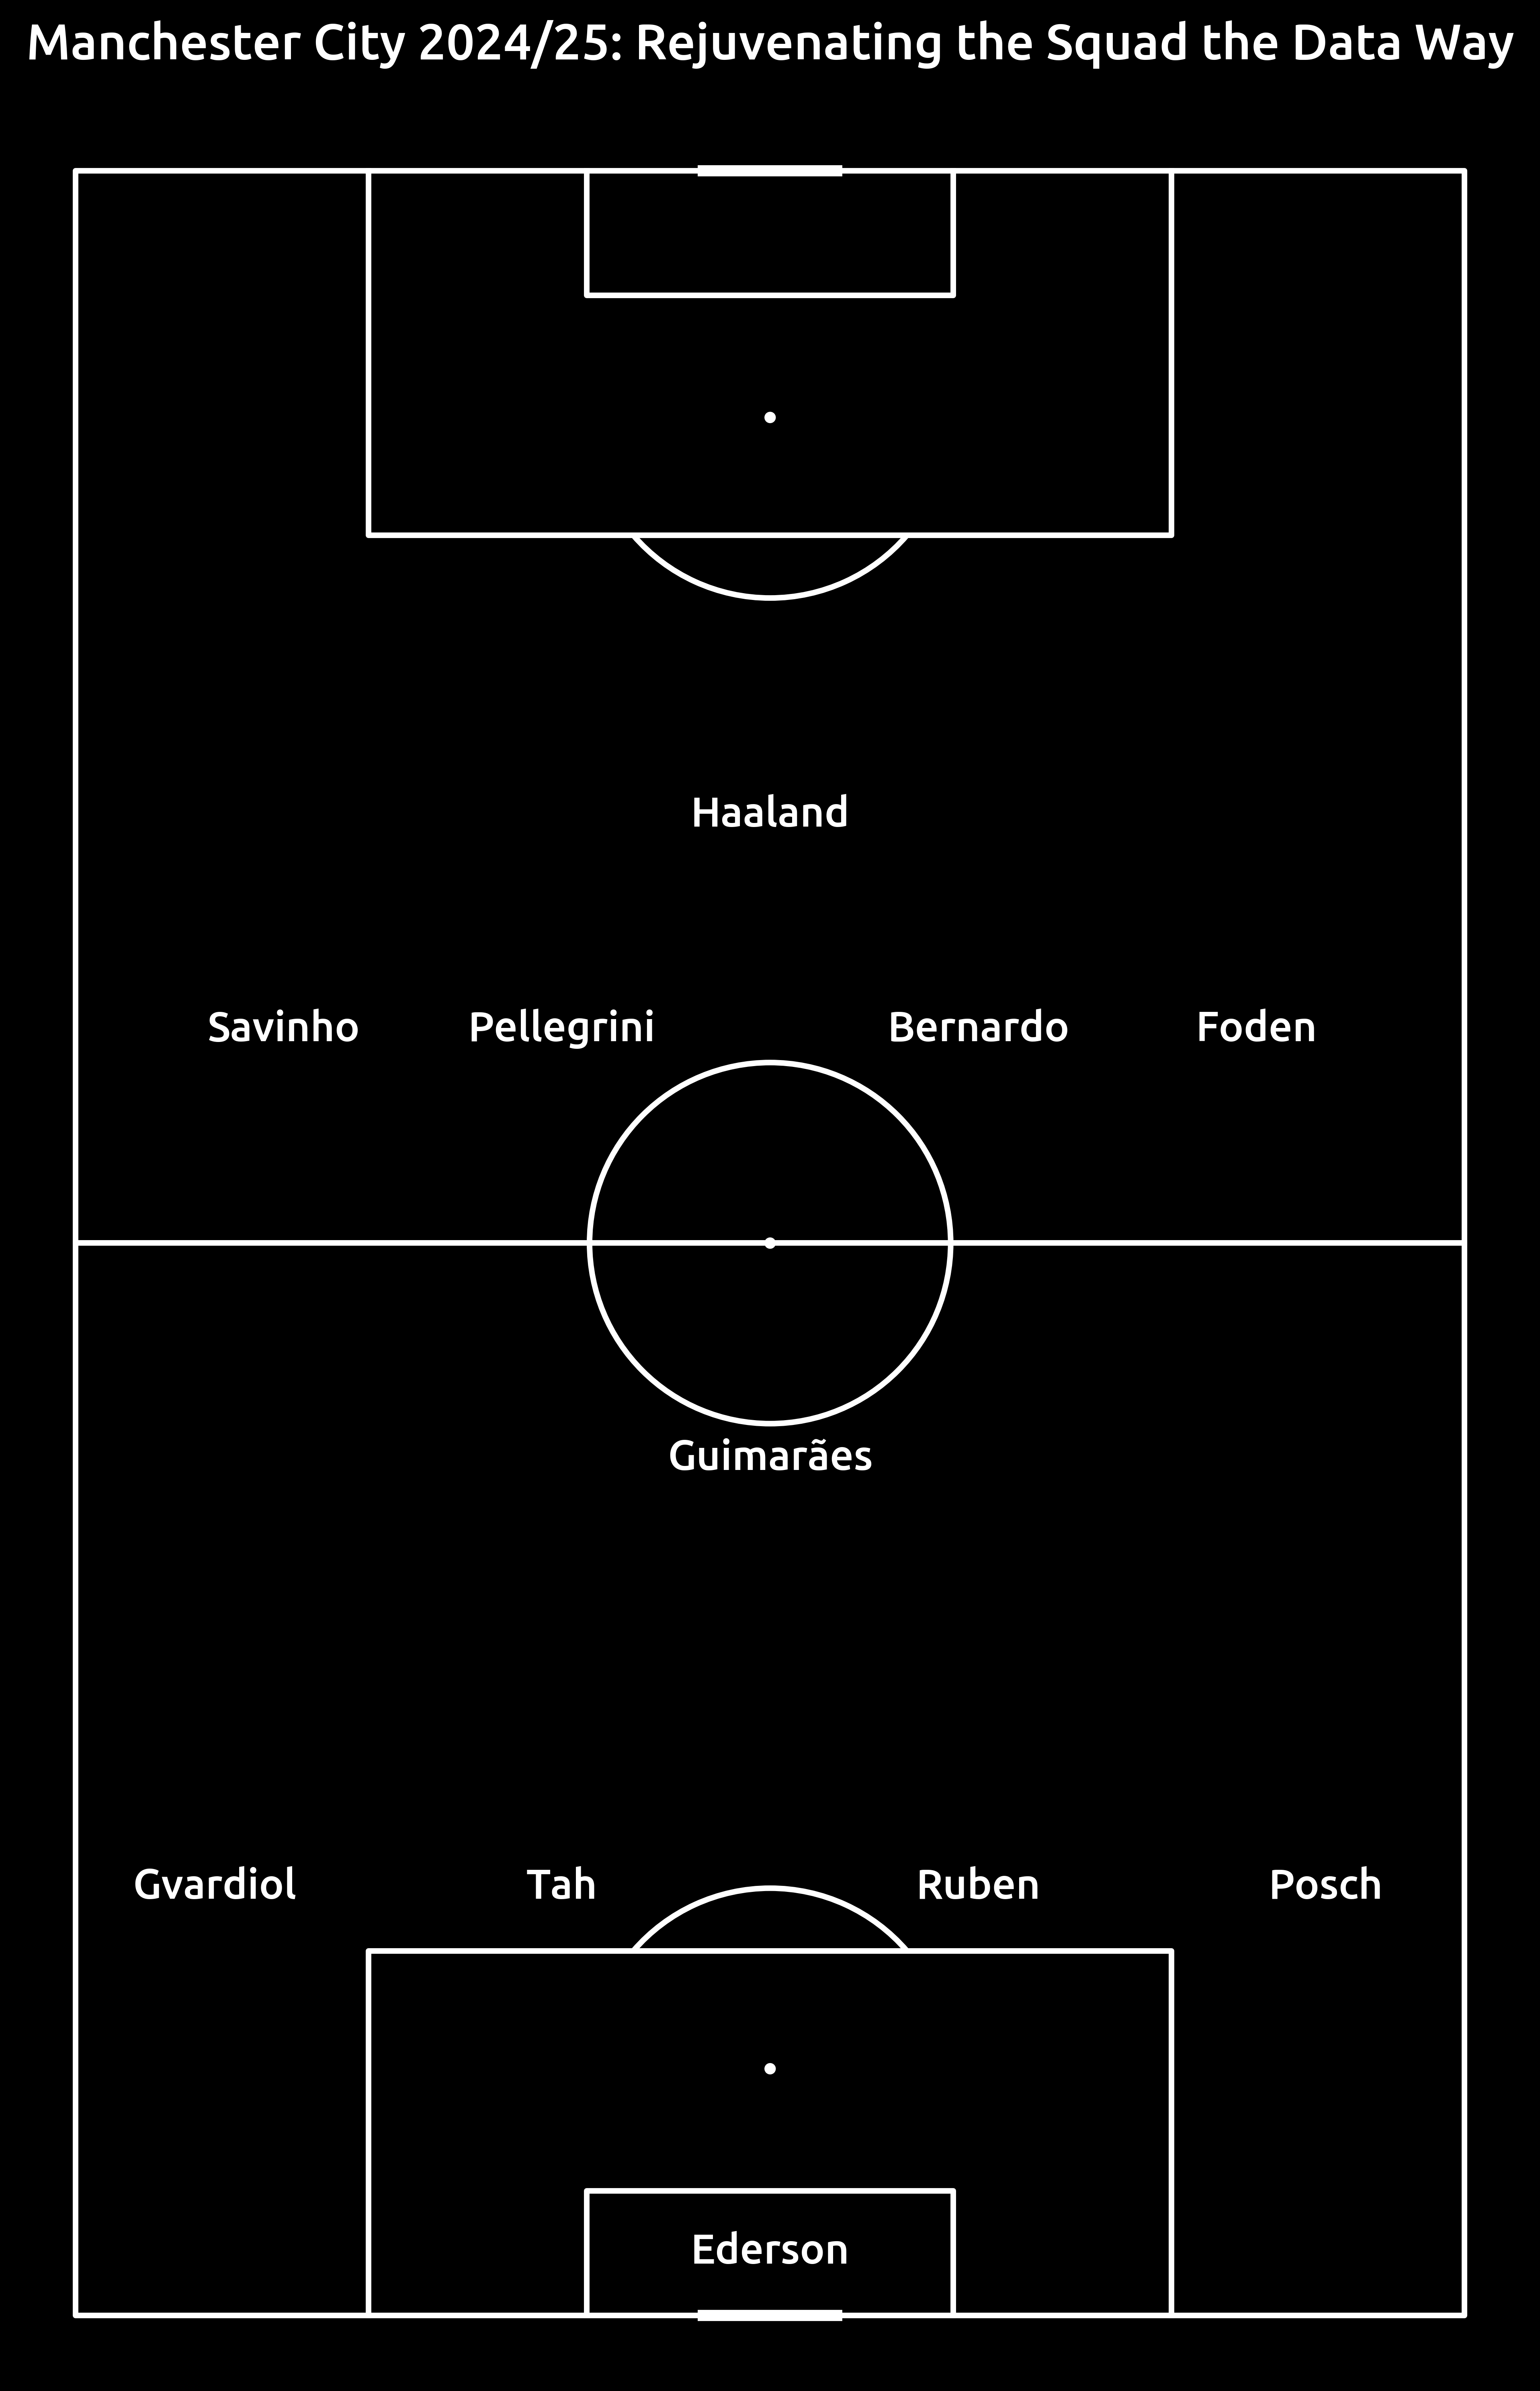 Manchester City 2024/25: Rejuvenating the Squad the Data Way
Haaland
Savinho Pellegrini Bernardo Foden
Guimarães
Gvardiol Tah Ruben Posch
Ederson